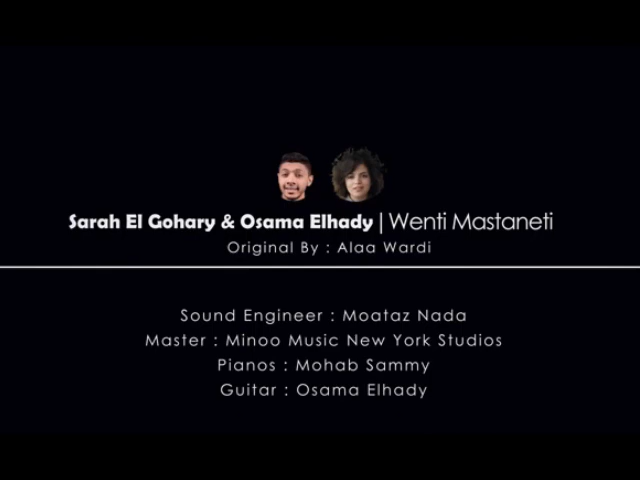 Sarah El Gohary & Osama Elhady | Wenti Mastaneti
Original By : Alaa Wardi
Sound Engineer : Moataz Nada
Master : Minoo Music New York Studios
Pianos : Mohab Sammy
Guitar : Osama Elhady